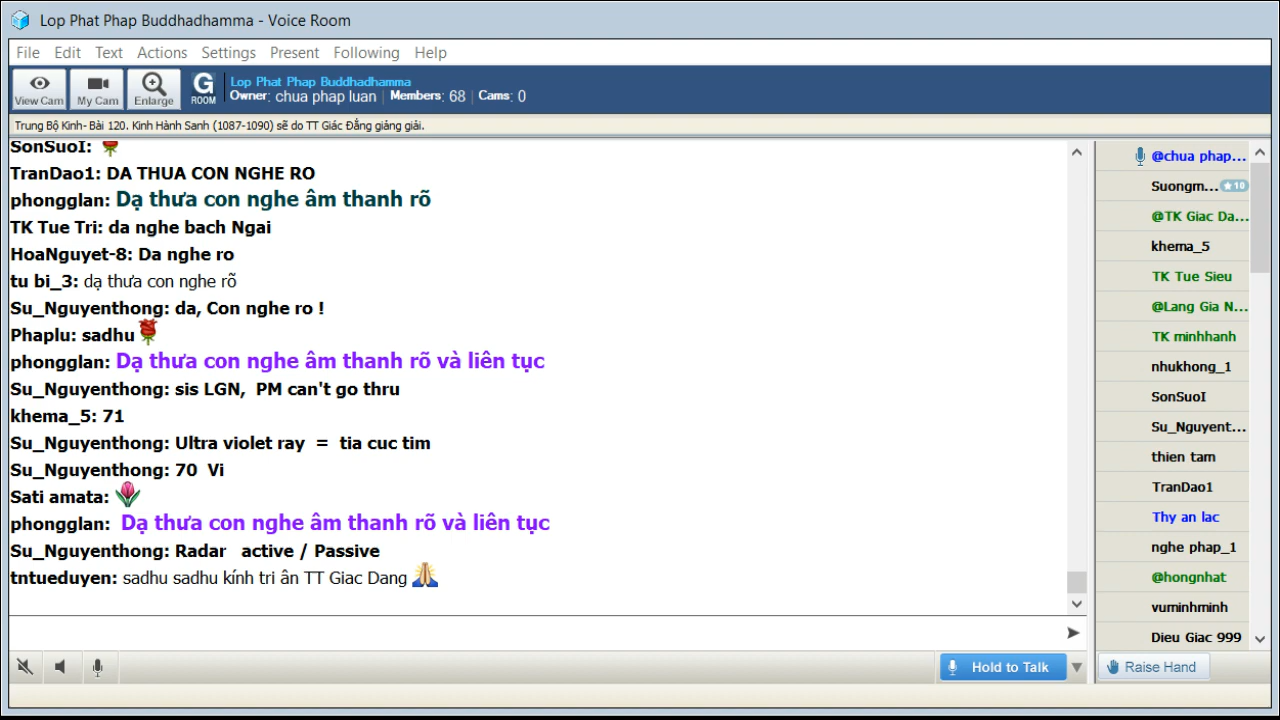 Lop Phat Phap Buddhadhamma - Voice Room
File Edit Text Actions Settings Present Following Help
View Cam
My Cam
Enlarge
G ROOM
Lop Phat Phap Buddhadhamma
Owner: chua phap luan | Members: 68 | Cams: 0
Trung Bộ Kinh- Bài 120. Kinh Hành Sanh (1087-1090) sẽ do TT Giác Đẳng giảng giải.
SonSuoI:
TranDao1: DA THUA CON NGHE RO
phongglan: Dạ thưa con nghe âm thanh rõ
TK Tue Tri: da nghe bach Ngai
HoaNguyet-8: Da nghe ro
tu bi_3: dạ thưa con nghe rõ
Su_Nguyenthong: da, Con nghe ro !
Phaplu: sadhu
phongglan: Dạ thưa con nghe âm thanh rõ và liên tục
Su_Nguyenthong: sis LGN, PM can't go thru
khema_5: 71
Su_Nguyenthong: Ultra violet ray = tia cuc tim
Su_Nguyenthong: 70 Vi
Sati amata:
phongglan: Dạ thưa con nghe âm thanh rõ và liên tục
Su_Nguyenthong: Radar active / Passive
tntueduyen: sadhu sadhu kính tri ân TT Giac Dang
@chua phap...
Suongm... 10
@TK Giac Da...
khema_5
TK Tue Sieu
@Lang Gia N...
TK minhhanh
nhukhong_1
SonSuoI
Su_Nguyent...
thien tam
TranDao1
Thy an lac
nghe phap_1
@hongnhat
vuminhminh
Dieu Giac 999
Hold to Talk
Raise Hand